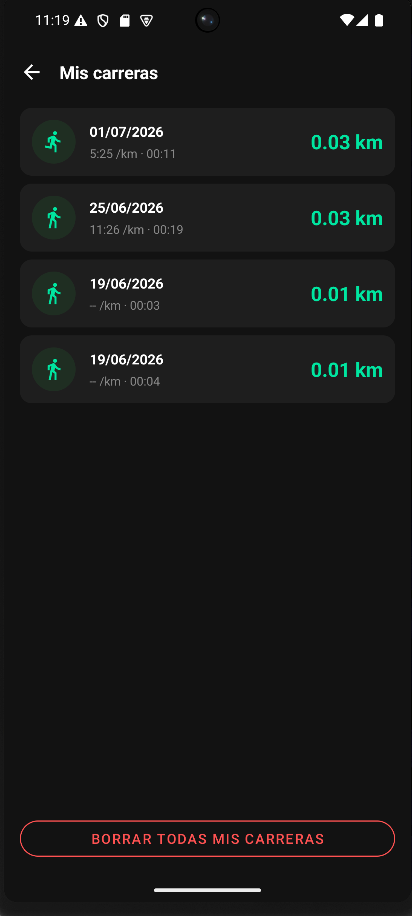 11:19
Mis carreras
01/07/2026
5:25 /km · 00:11
0.03 km
25/06/2026
11:26 /km · 00:19
0.03 km
19/06/2026
-- /km · 00:03
0.01 km
19/06/2026
-- /km · 00:04
0.01 km
BORRAR TODAS MIS CARRERAS